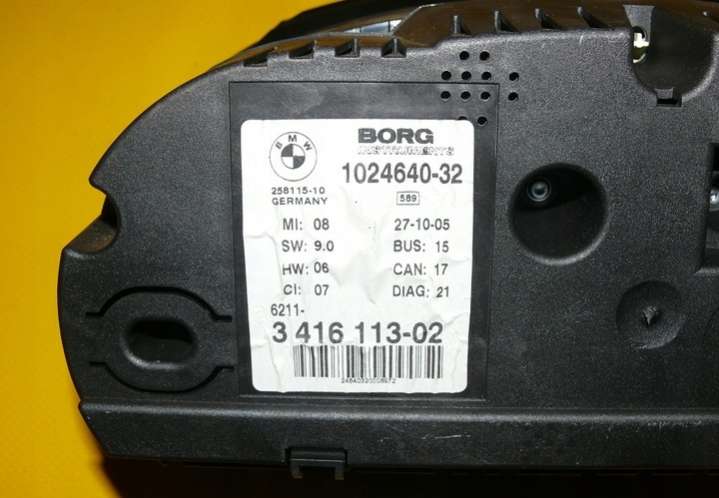 BMW
BORG
INSTRUMENTS
1024640-32
258115-10
GERMANY
589
MI: 08 27-10-05
SW: 9.0 BUS: 15
HW: 06 CAN: 17
CI: 07 DIAG: 21
6211-
3 416 113-02